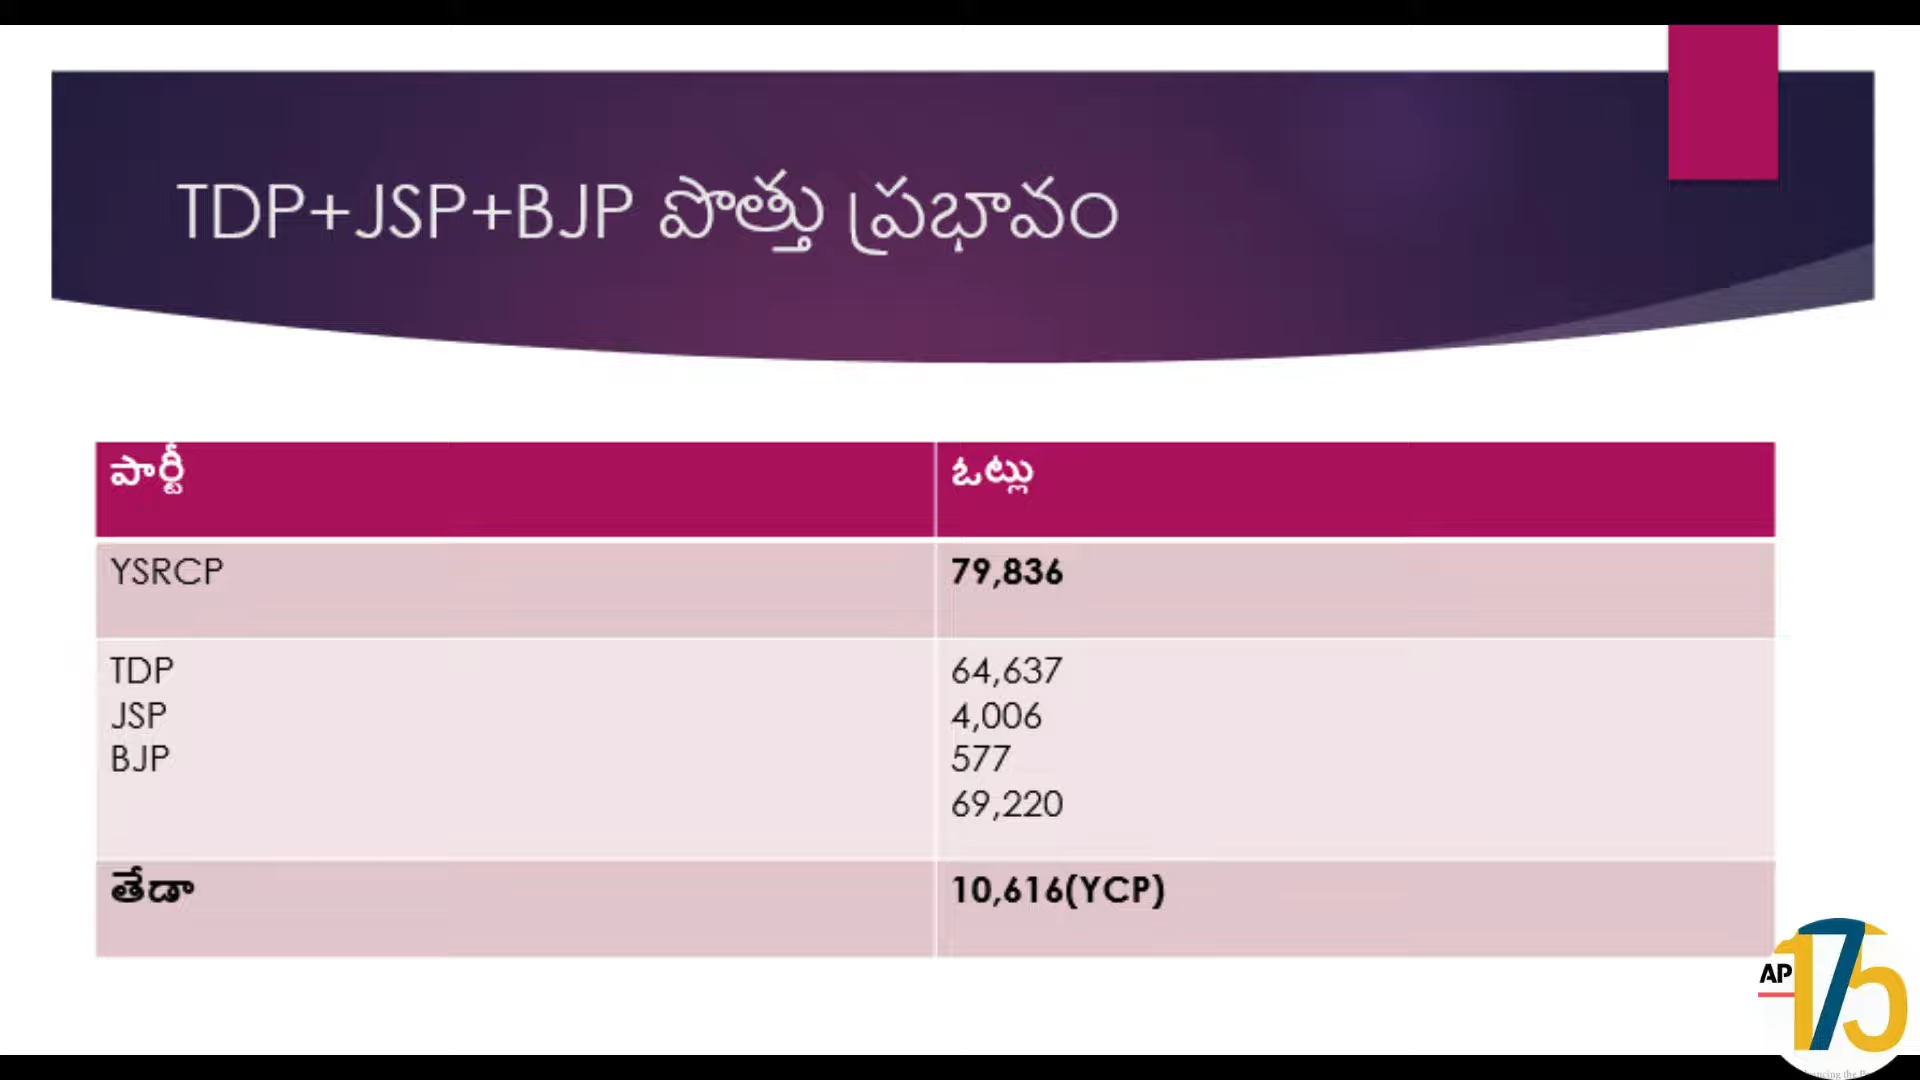 TDP+JSP+BJP పొత్తు ప్రభావం
పార్టీ ఓట్లు
YSRCP 79,836
TDP 64,637
JSP 4,006
BJP 577
69,220
తేడా 10,616(YCP)
AP 175